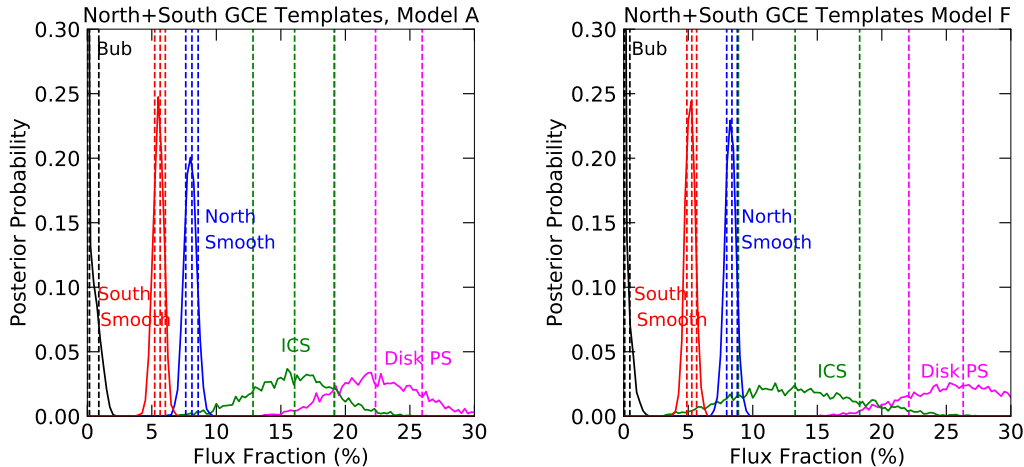 North+South GCE Templates, Model A
0.30
0.25
0.20
0.15
0.10
0.05
0.00
Posterior Probability
Bub
North
Smooth
South
Smooth
ICS
Disk PS
0 5 10 15 20 25 30
Flux Fraction (%)
North+South GCE Templates Model F
0.30
0.25
0.20
0.15
0.10
0.05
0.00
Posterior Probability
Bub
North
Smooth
South
Smooth
ICS
Disk PS
0 5 10 15 20 25 30
Flux Fraction (%)